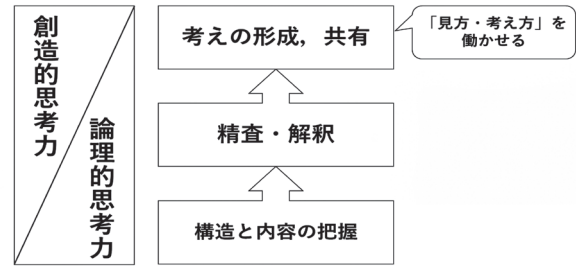 創造的思考力
論理的思考力
考えの形成，共有
「見方・考え方」を
働かせる
精査・解釈
構造と内容の把握